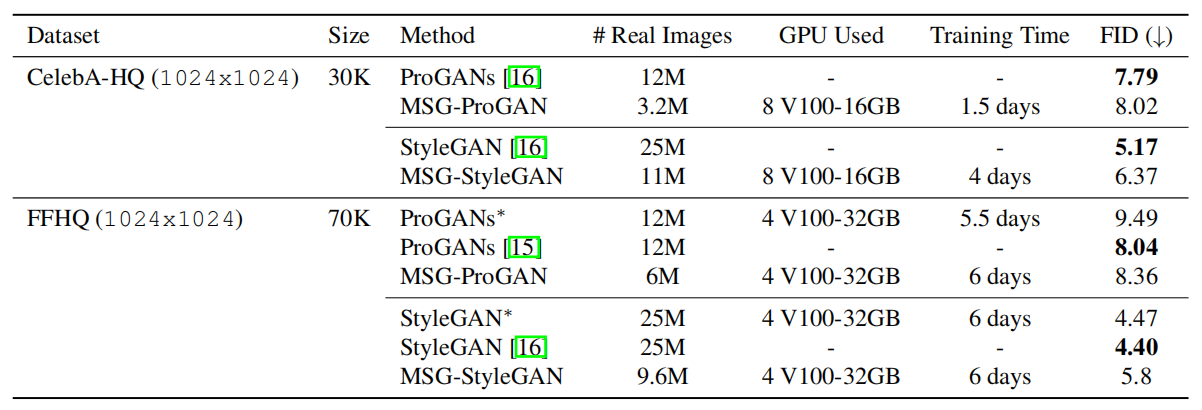 Dataset Size Method # Real Images GPU Used Training Time FID (↓)
CelebA-HQ (1024x1024) 30K ProGANs [16] 12M - - 7.79
MSG-ProGAN 3.2M 8 V100-16GB 1.5 days 8.02
StyleGAN [16] 25M - - 5.17
MSG-StyleGAN 11M 8 V100-16GB 4 days 6.37
FFHQ (1024x1024) 70K ProGANs* 12M 4 V100-32GB 5.5 days 9.49
ProGANs [15] 12M - - 8.04
MSG-ProGAN 6M 4 V100-32GB 6 days 8.36
StyleGAN* 25M 4 V100-32GB 6 days 4.47
StyleGAN [16] 25M - - 4.40
MSG-StyleGAN 9.6M 4 V100-32GB 6 days 5.8